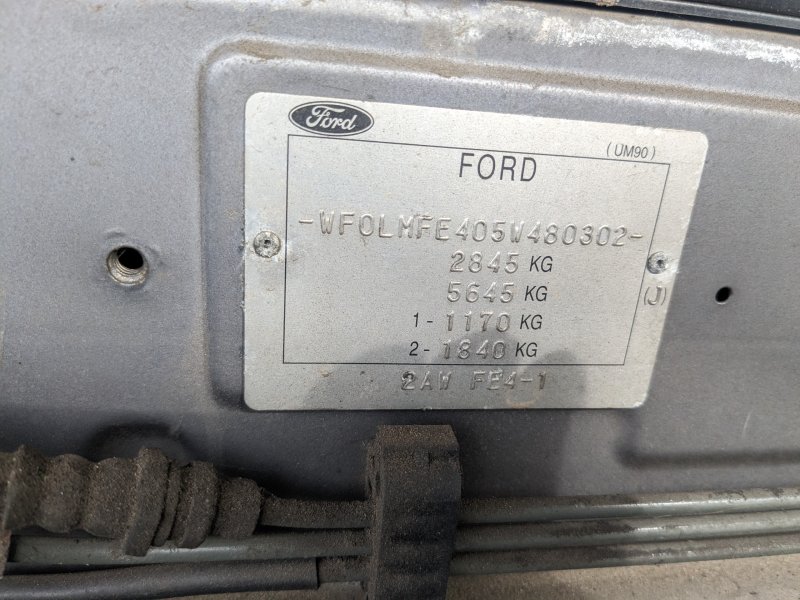 Ford
(UM90)
FORD
-WF0LMFE405W480302-
2845 KG
5645 KG (J)
1- 1170 KG
2- 1840 KG
2AW FE4-1